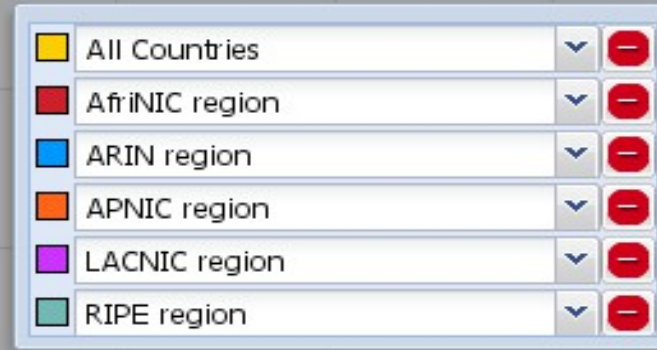 All Countries
AfriNIC region
ARIN region
APNIC region
LACNIC region
RIPE region